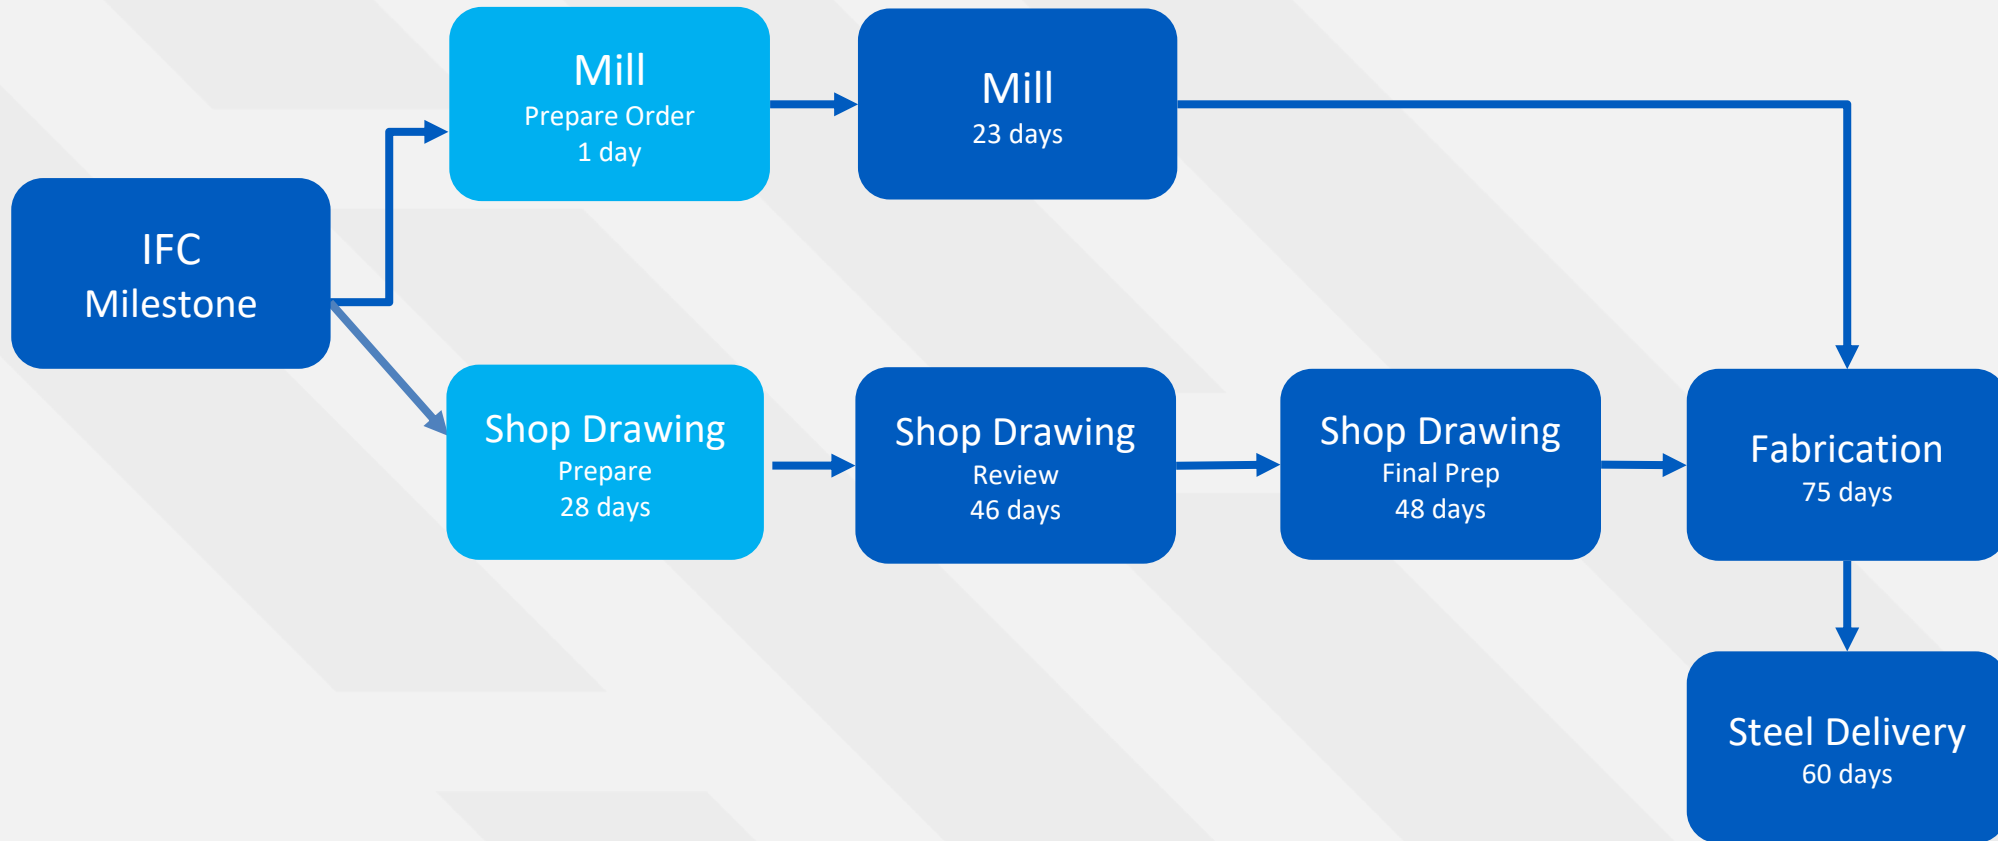 Mill
Prepare Order
1 day
Mill
23 days
IFC
Milestone
Shop Drawing
Prepare
28 days
Shop Drawing
Review
46 days
Shop Drawing
Final Prep
48 days
Fabrication
75 days
Steel Delivery
60 days